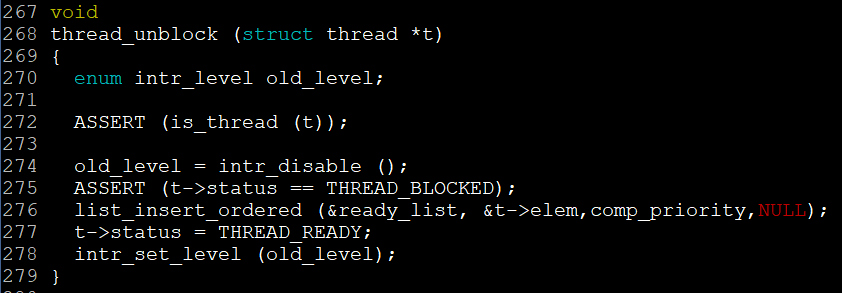 267 void
268 thread_unblock (struct thread *t)
269 {
270   enum intr_level old_level;
271
272   ASSERT (is_thread (t));
273
274   old_level = intr_disable ();
275   ASSERT (t->status == THREAD_BLOCKED);
276   list_insert_ordered (&ready_list, &t->elem,comp_priority,NULL);
277   t->status = THREAD_READY;
278   intr_set_level (old_level);
279 }